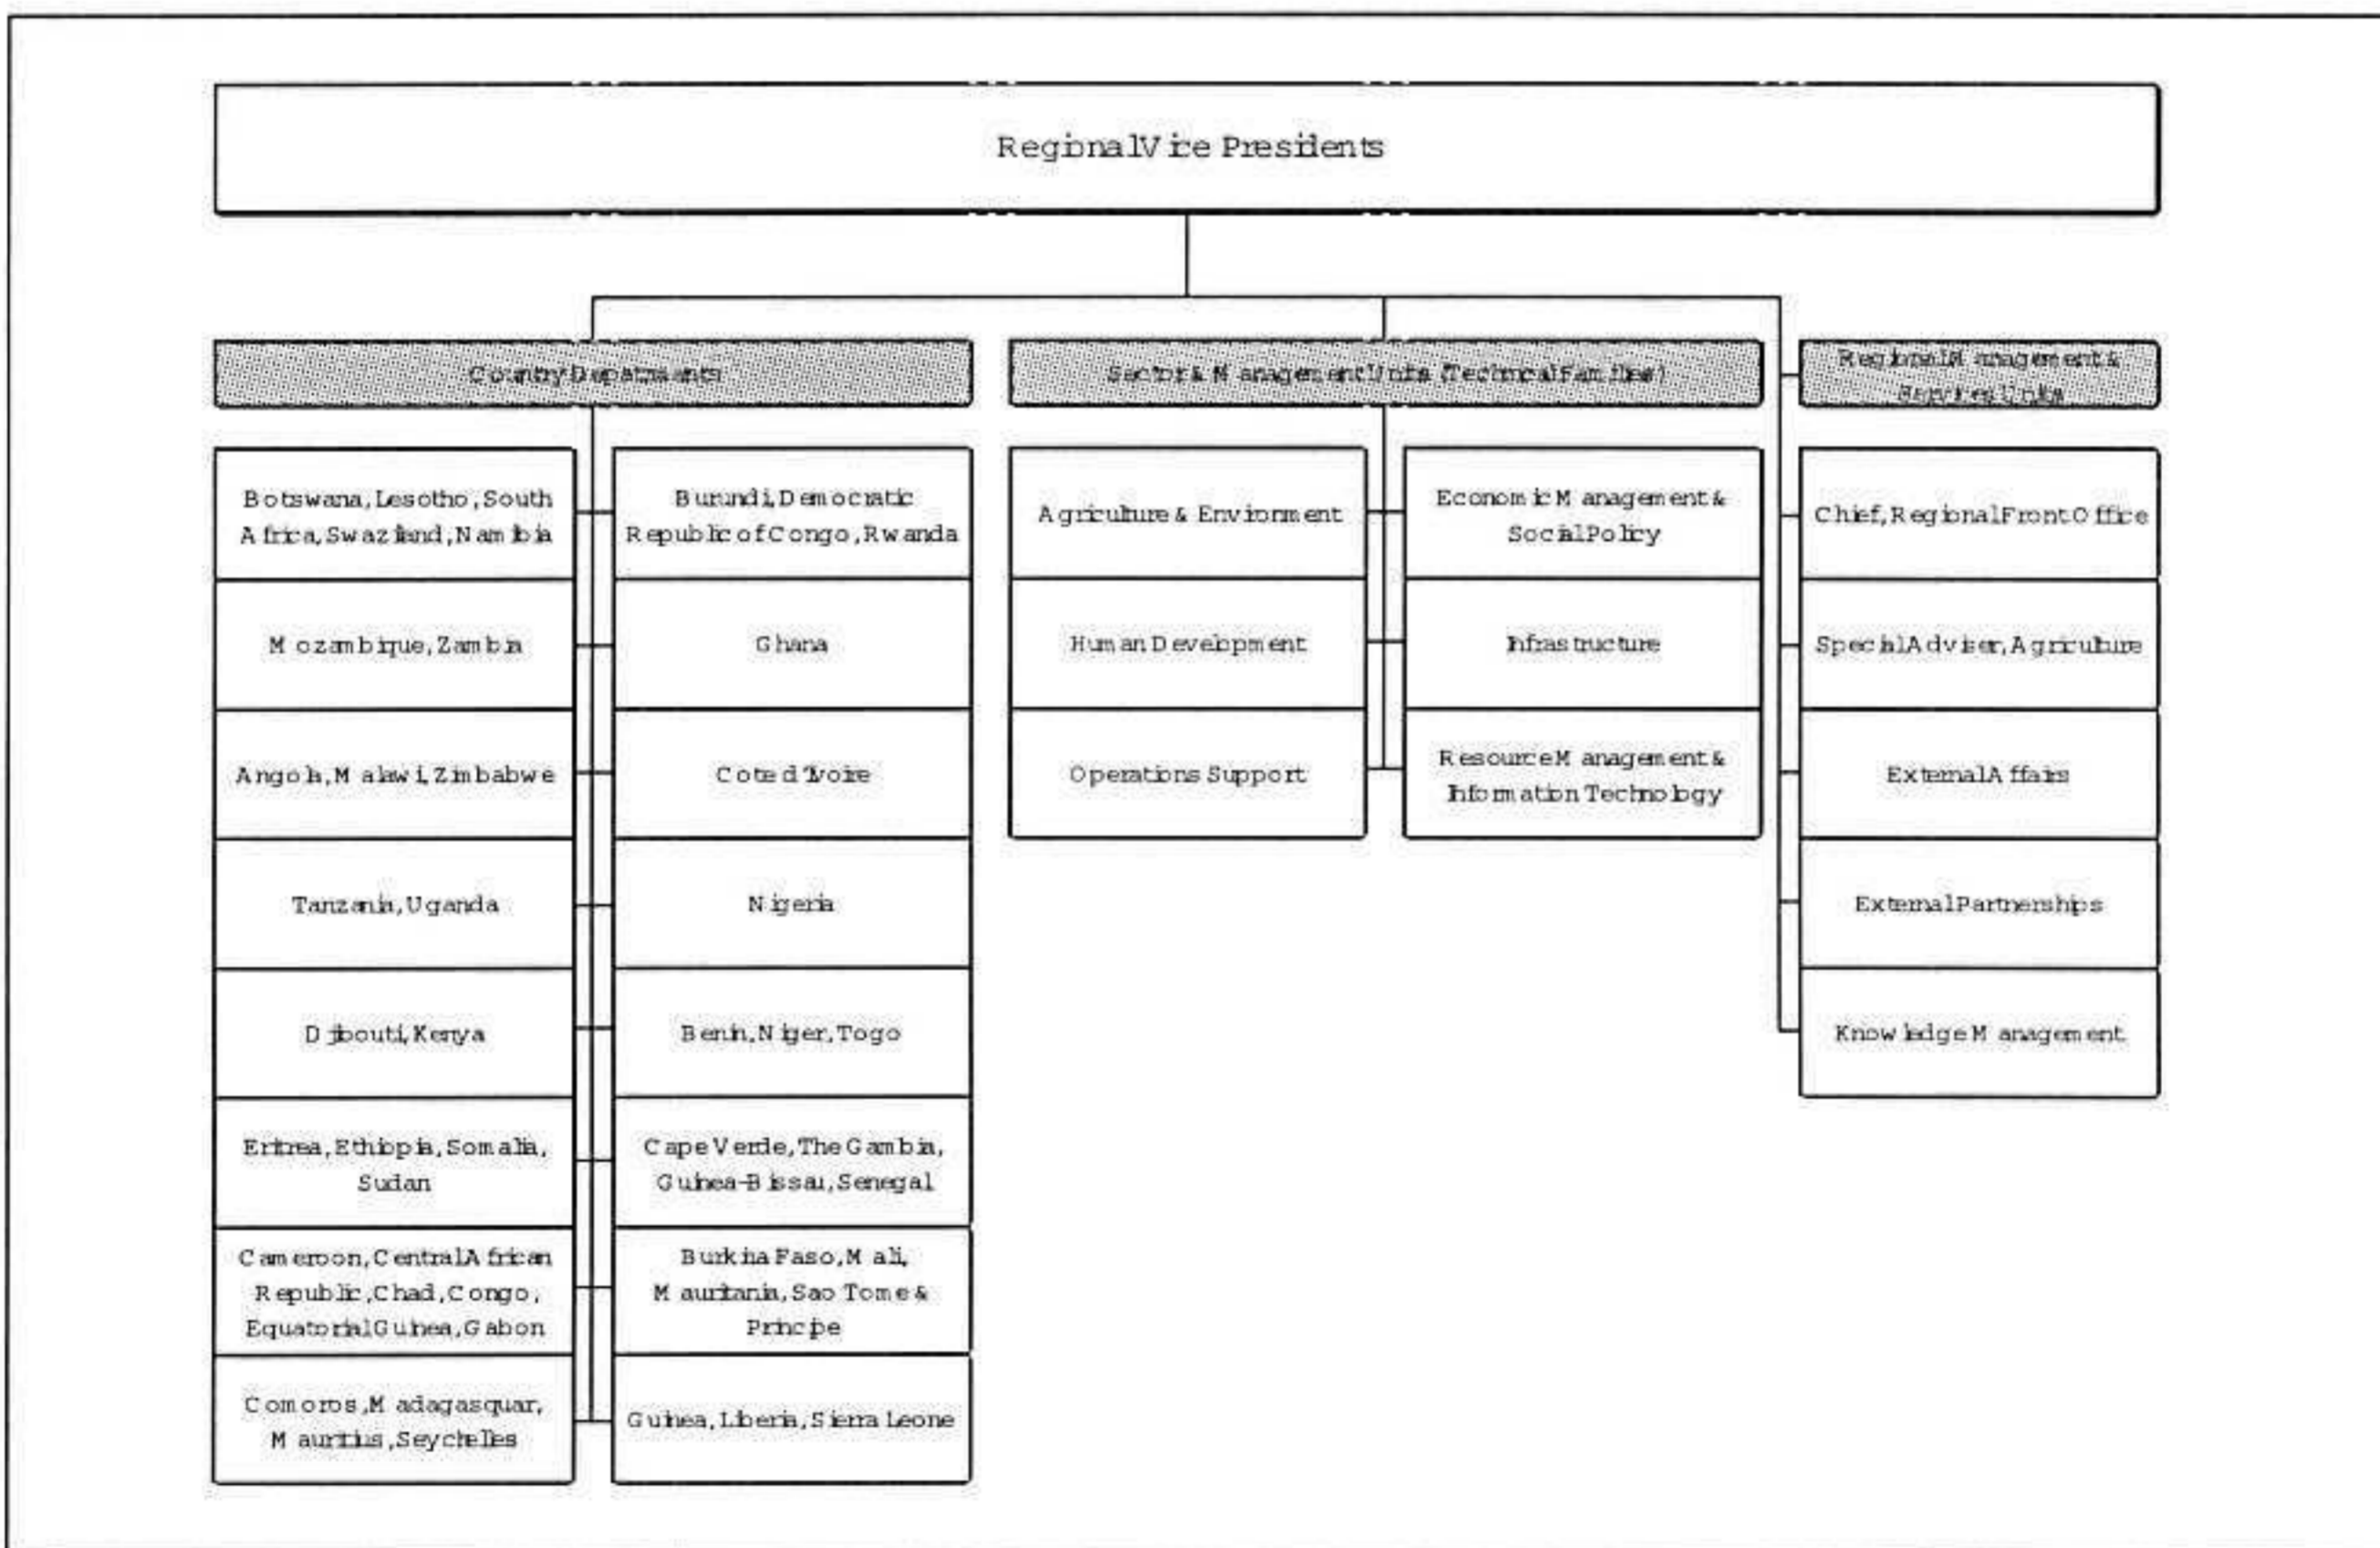 Regional Vice Presidents
Country Departments
Sector & Management Units (Technical Families)
Regional Management &
Services Units
Botswana, Lesotho, South
Africa, Swaziland, Namibia
Mozambique, Zambia
Angola, Malawi, Zimbabwe
Tanzania, Uganda
Djibouti, Kenya
Eritrea, Ethiopia, Somalia,
Sudan
Cameroon, Central African
Republic, Chad, Congo,
Equatorial Guinea, Gabon
Comoros, Madagasquar,
Mauritius, Seychelles
Burundi, Democratic
Republic of Congo, Rwanda
Ghana
Cote d'Ivoire
Nigeria
Benin, Niger, Togo
Cape Verde, The Gambia,
Guinea-Bissau, Senegal
Burkina Faso, Mali,
Mauritania, Sao Tome &
Principe
Guinea, Liberia, Sierra Leone
Agriculture & Environment
Human Development
Operations Support
Economic Management &
Social Policy
Infrastructure
Resource Management &
Information Technology
Chief, Regional Front Office
Special Adviser, Agriculture
External Affairs
External Partnerships
Knowledge Management